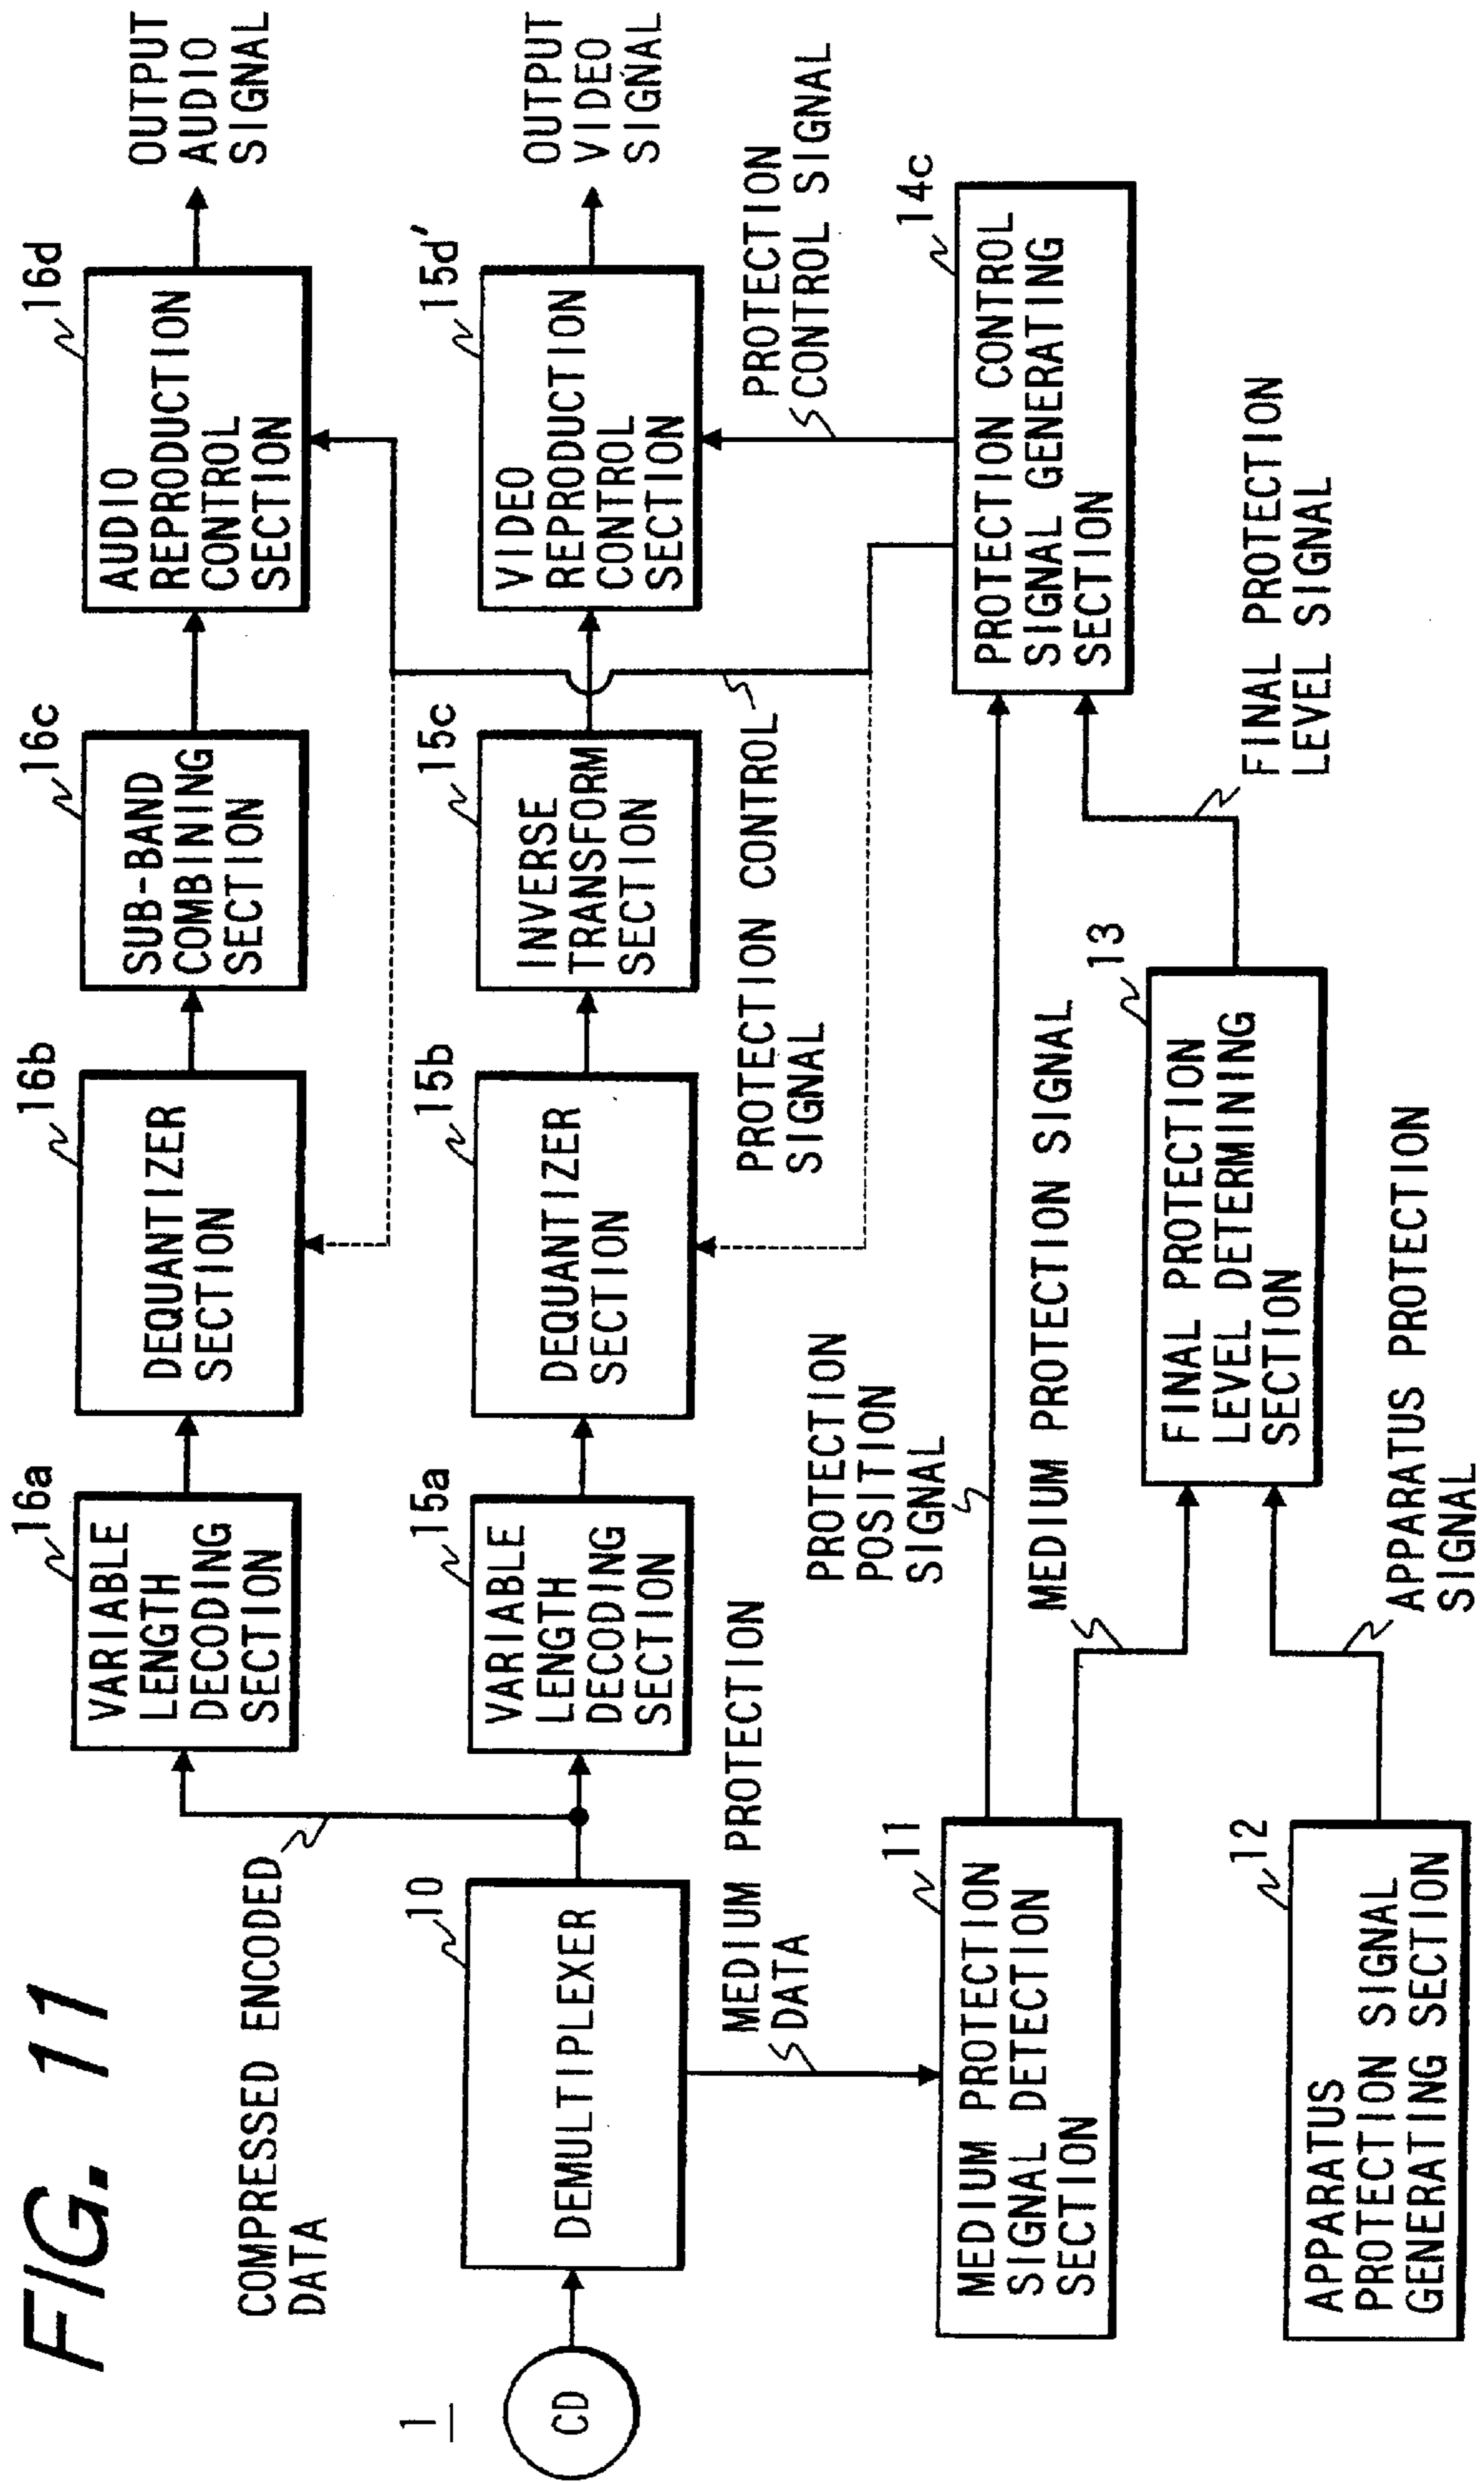 FIG. 11
1
CD
COMPRESSED ENCODED
DATA
10
DEMULTIPLEXER
MEDIUM PROTECTION
DATA
16a
VARIABLE
LENGTH
DECODING
SECTION
16b
DEQUANTIZER
SECTION
16c
SUB-BAND
COMBINING
SECTION
16d
AUDIO
REPRODUCTION
CONTROL
SECTION
OUTPUT
AUDIO
SIGNAL
15a
VARIABLE
LENGTH
DECODING
SECTION
15b
DEQUANTIZER
SECTION
15c
INVERSE
TRANSFORM
SECTION
15d'
VIDEO
REPRODUCTION
CONTROL
SECTION
OUTPUT
VIDEO
SIGNAL
PROTECTION CONTROL
SIGNAL
PROTECTION
CONTROL SIGNAL
PROTECTION
POSITION
SIGNAL
11
MEDIUM PROTECTION
SIGNAL DETECTION
SECTION
MEDIUM PROTECTION SIGNAL
14c
PROTECTION CONTROL
SIGNAL GENERATING
SECTION
13
FINAL PROTECTION
LEVEL DETERMINING
SECTION
FINAL PROTECTION
LEVEL SIGNAL
12
APPARATUS
PROTECTION SIGNAL
GENERATING SECTION
APPARATUS PROTECTION
SIGNAL